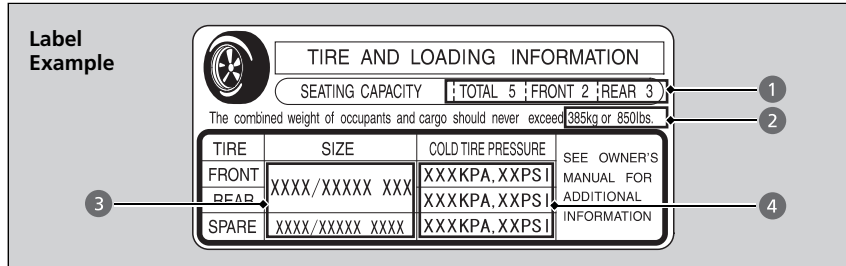 Label
Example
TIRE AND LOADING INFORMATION
SEATING CAPACITY TOTAL 5 FRONT 2 REAR 3
1
The combined weight of occupants and cargo should never exceed 385kg or 850lbs.
2
TIRE SIZE COLD TIRE PRESSURE
SEE OWNER'S
MANUAL FOR
ADDITIONAL
INFORMATION
FRONT XXXX/XXXXX XXX XXXKPA,XXPSI
REAR XXXKPA,XXPSI
3
4
SPARE XXXX/XXXXX XXXX XXXKPA,XXPSI